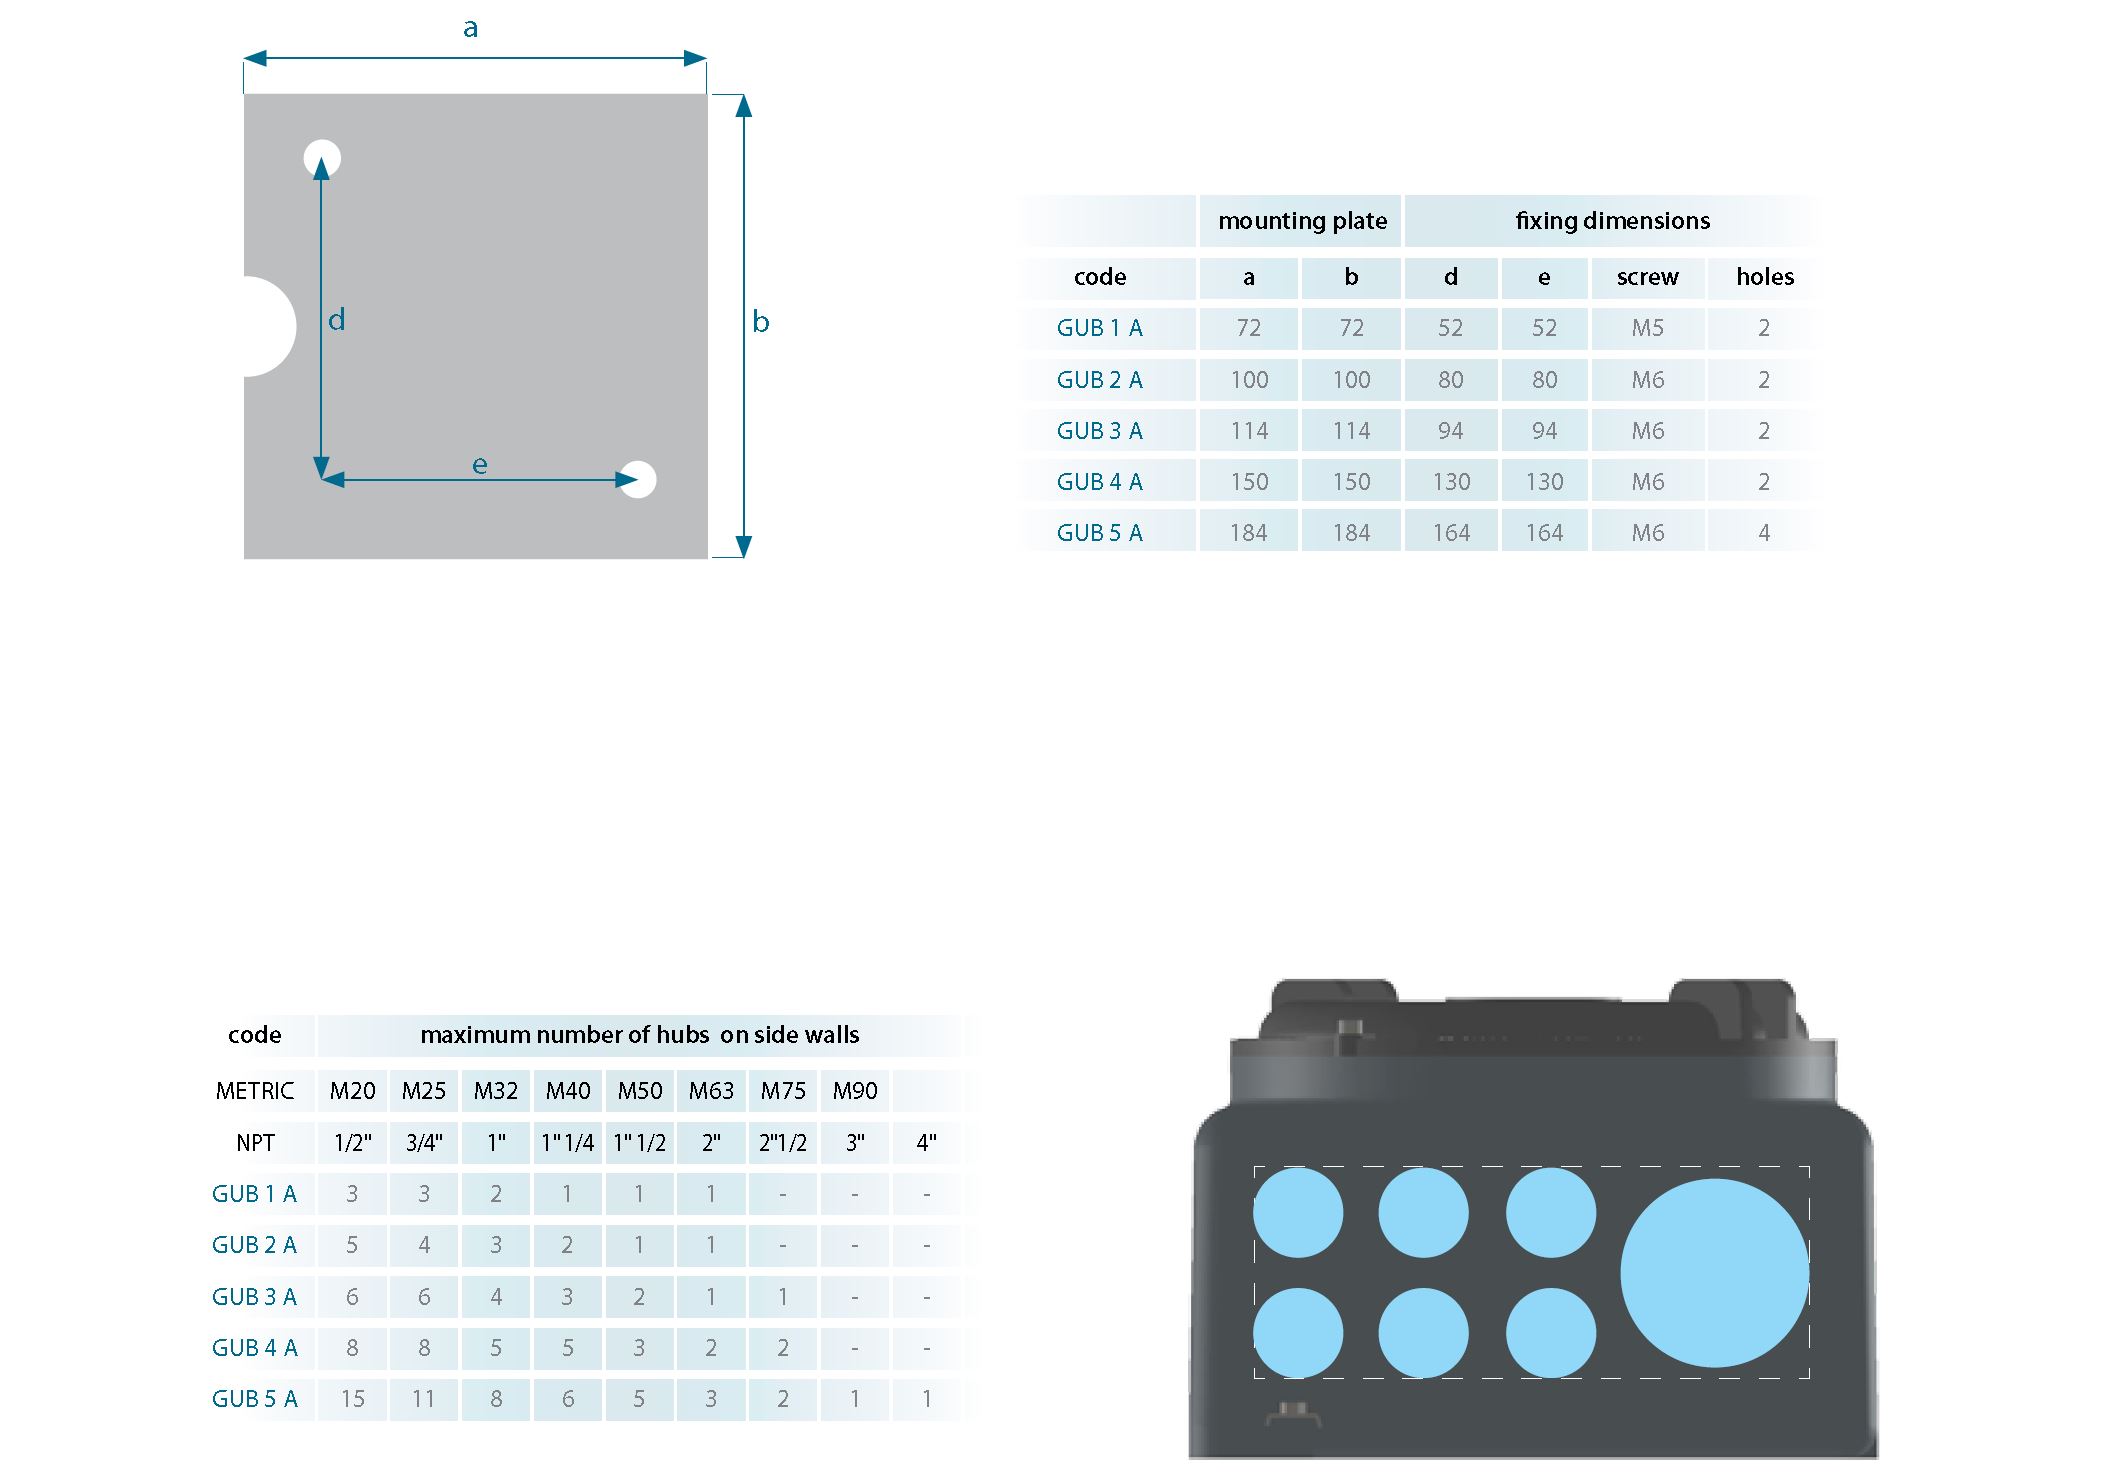 a
d
b
e
mounting plate fixing dimensions
code a b d e screw holes
GUB 1 A 72 72 52 52 M5 2
GUB 2 A 100 100 80 80 M6 2
GUB 3 A 114 114 94 94 M6 2
GUB 4 A 150 150 130 130 M6 2
GUB 5 A 184 184 164 164 M6 4
code maximum number of hubs on side walls
METRIC M20 M25 M32 M40 M50 M63 M75 M90
NPT 1/2" 3/4" 1" 1" 1/4 1" 1/2 2" 2"1/2 3" 4"
GUB 1 A 3 3 2 1 1 1 - - -
GUB 2 A 5 4 3 2 1 1 - - -
GUB 3 A 6 6 4 3 2 1 1 - -
GUB 4 A 8 8 5 5 3 2 2 - -
GUB 5 A 15 11 8 6 5 3 2 1 1